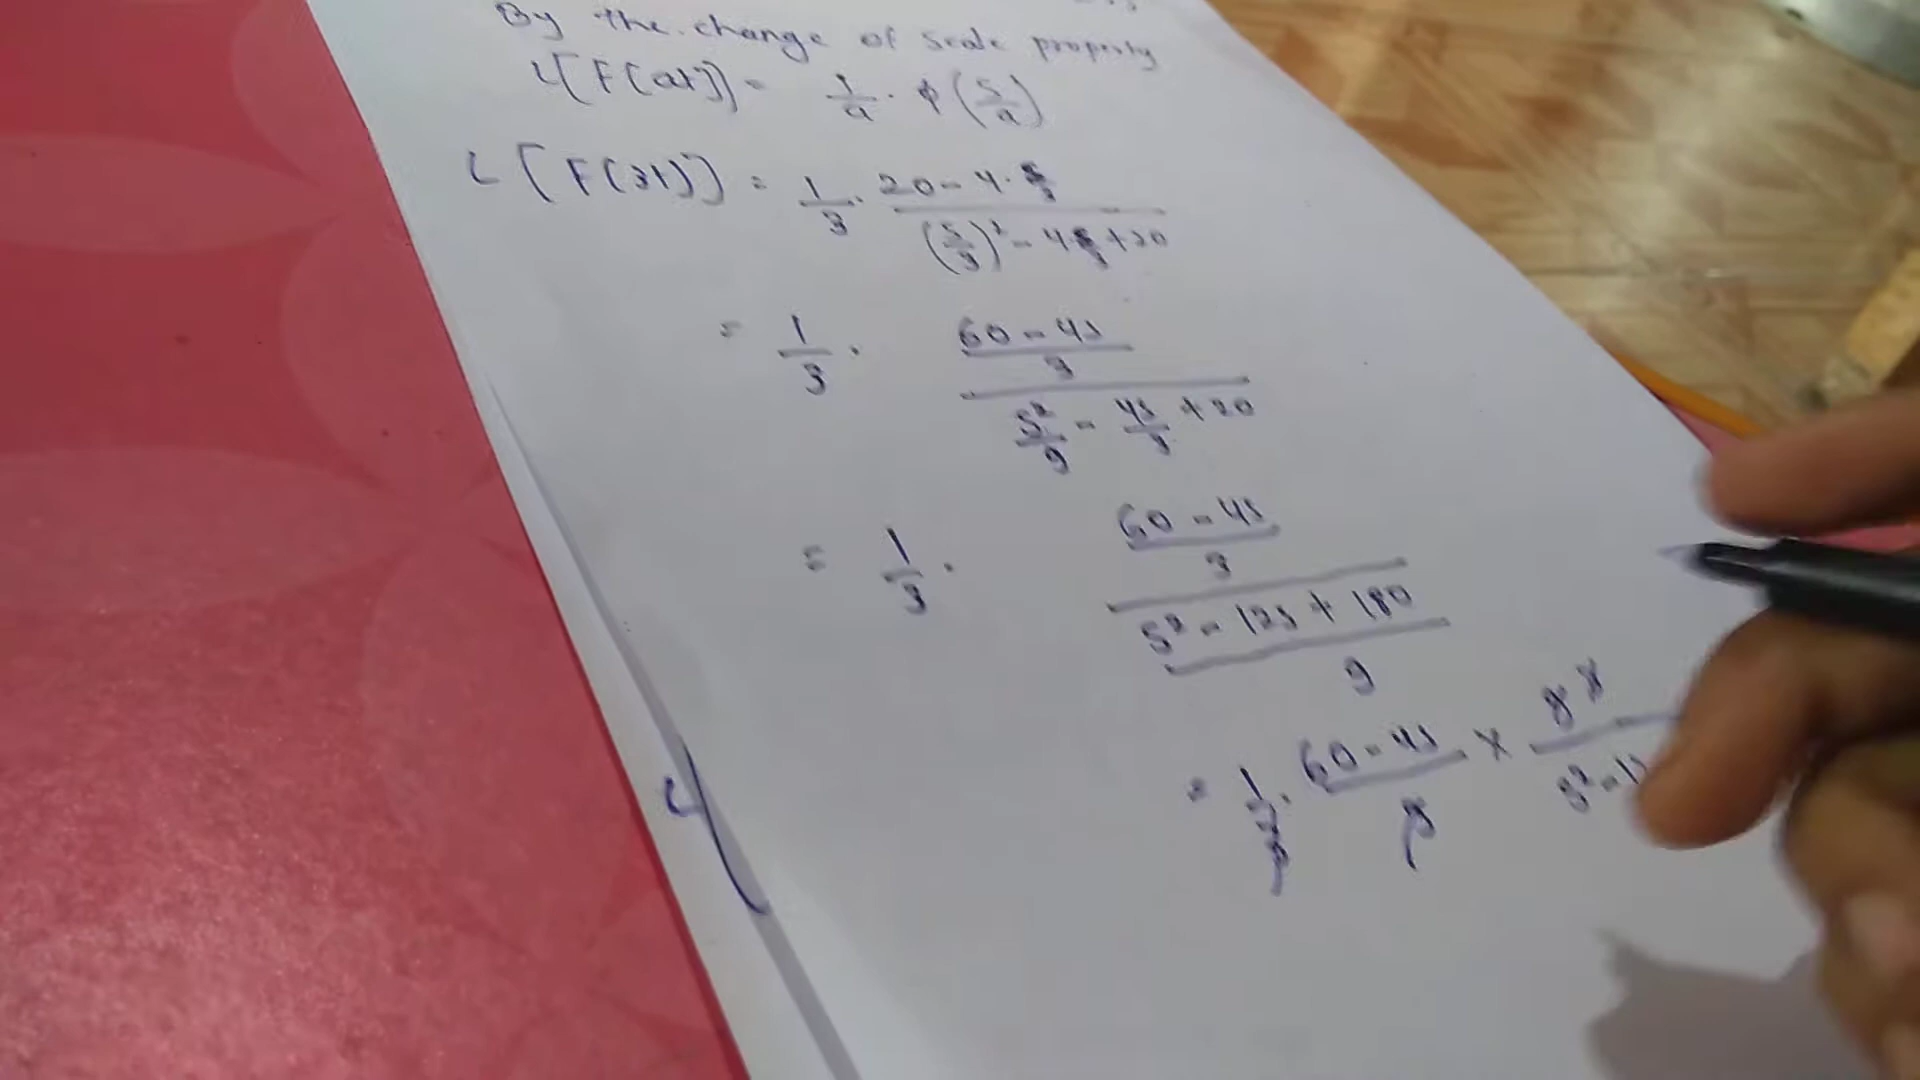 By the change of scale property
L[F(at)] = 1/a · φ(s/a)
L[F(3t)] = 1/3 · (20 - 4·s/3)/((s/3)² - 4s/3 + 20)
= 1/3 · ((60 - 4s)/3)/(s²/9 - 4s/3 + 20)
= 1/3 · ((60 - 4s)/3)/((s² - 12s + 180)/9)
= 1/3 · (60 - 4s)/3 × 9/(s² - 12